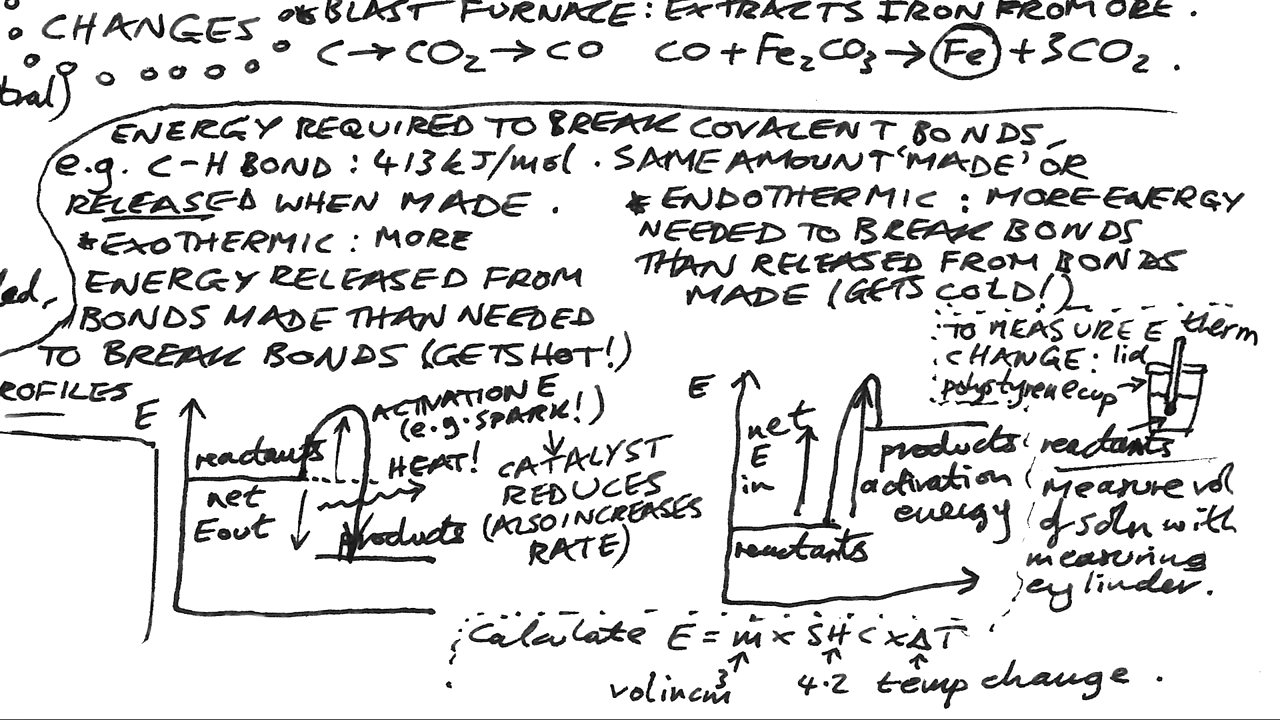 CHANGES * BLAST FURNACE: EXTRACTS IRON FROM ORE.
C → CO₂ → CO CO + Fe₂CO₃ → Fe + 3CO₂.
ENERGY REQUIRED TO BREAK COVALENT BONDS,
e.g. C-H BOND : 413 kJ/mol . SAME AMOUNT 'MADE' OR
RELEASED WHEN MADE .
*EXOTHERMIC : MORE
ENERGY RELEASED FROM
BONDS MADE THAN NEEDED
TO BREAK BONDS (GETS HOT!)
* ENDOTHERMIC : MORE ENERGY
NEEDED TO BREAK BONDS
THAN RELEASED FROM BONDS
MADE (GETS COLD!)
TO MEASURE E
CHANGE:
lid
therm
polystyrene cup →
reactants
measure vol
of soln with
measuring
cylinder.
ROFILES
E
reactants
net
E out
ACTIVATION E
(e.g. SPARK!)
HEAT!
products
CATALYST
REDUCES
(ALSO INCREASES
RATE)
E
net
E
in
reactants
products
activation
energy
Calculate E = m x SHC x ΔT
vol in cm³
4.2
temp change .